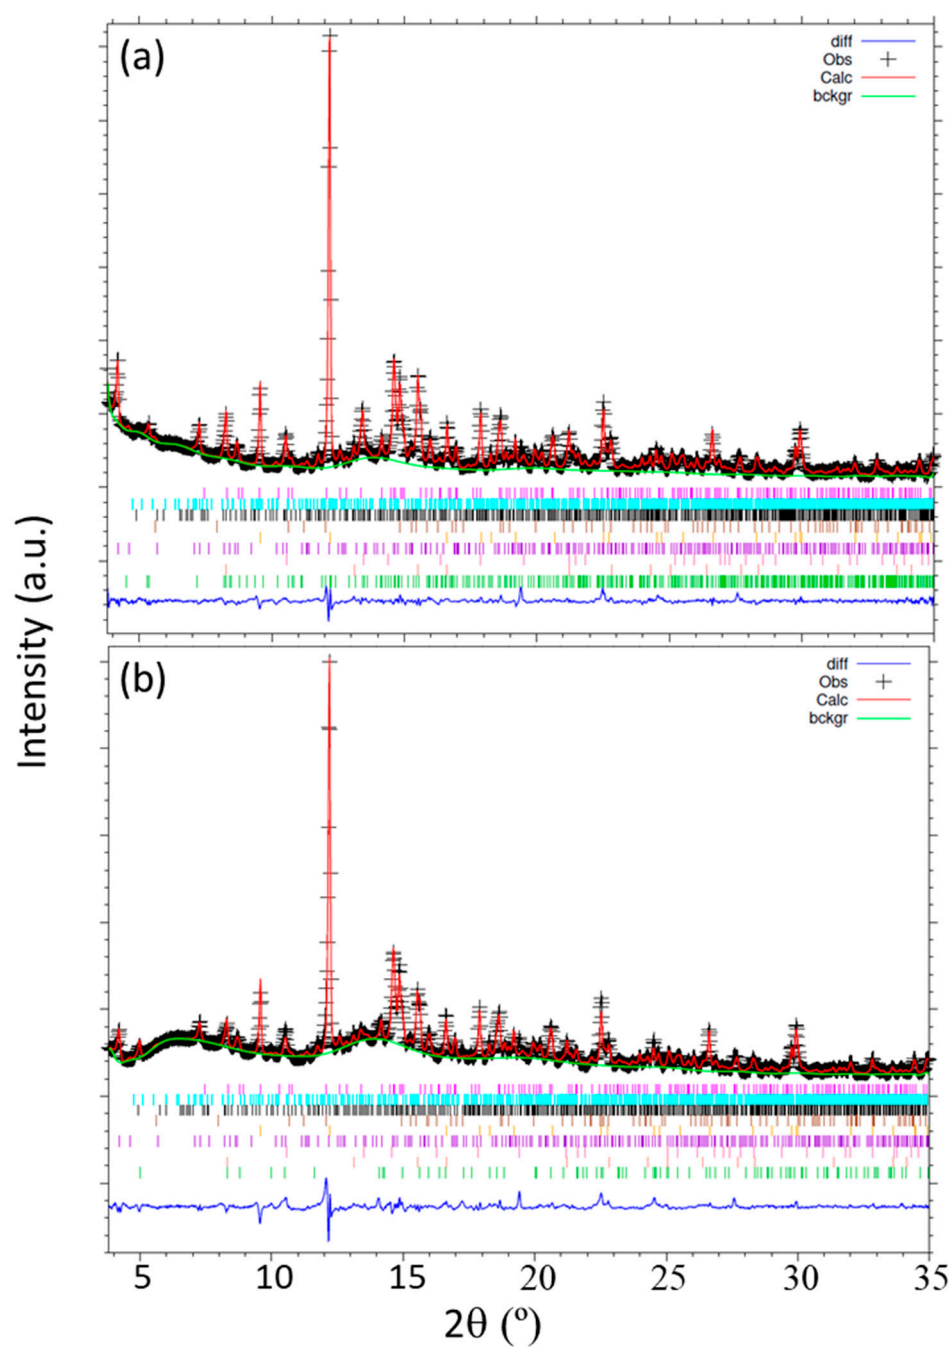 (a)
diff
Obs
Calc
bckgr
Intensity (a.u.)
(b)
diff
Obs
Calc
bckgr
5 10 15 20 25 30 35
2θ (º)